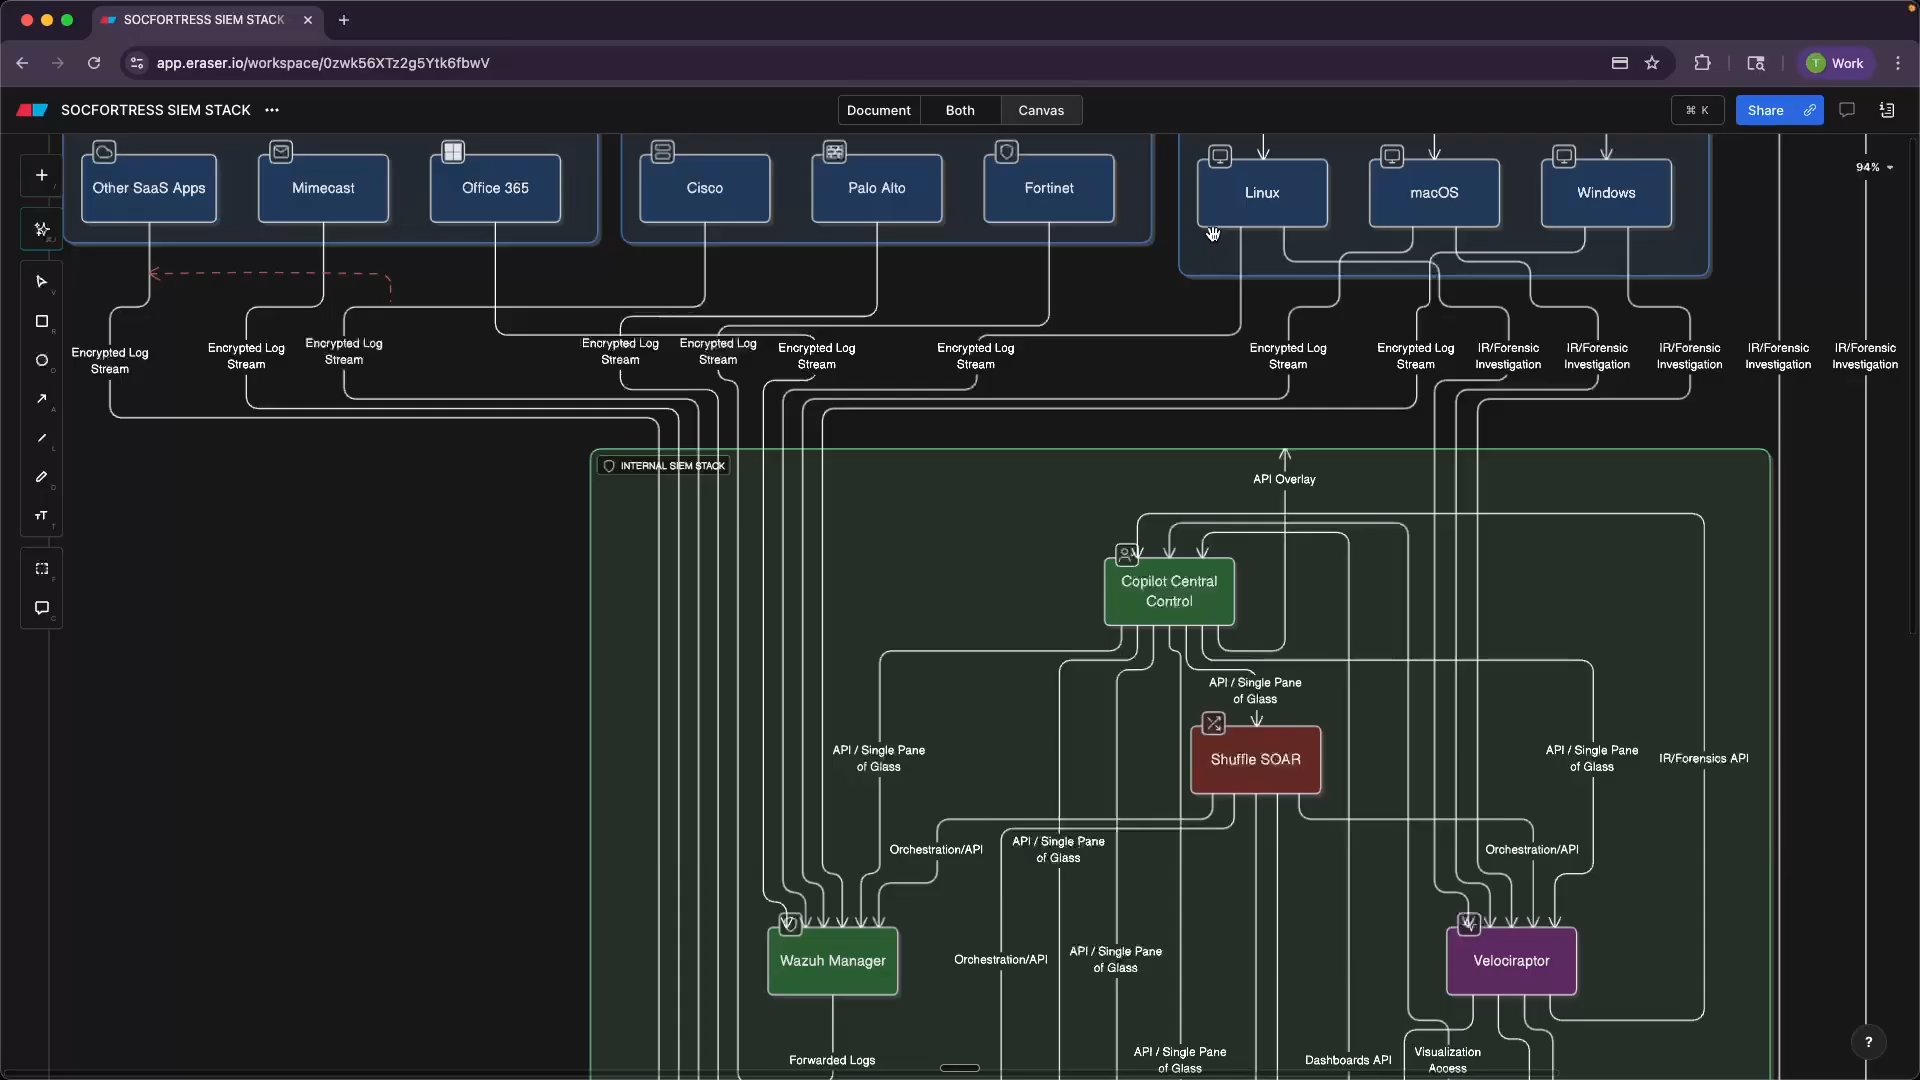 SOCFORTRESS SIEM STACK
app.eraser.io/workspace/0zwk56XTz2g5Ytk6fbwV
T
Work
SOCFORTRESS SIEM STACK
Document
Both
Canvas
⌘ K
Share
94%
Other SaaS Apps
Mimecast
Office 365
Cisco
Palo Alto
Fortinet
Linux
macOS
Windows
Encrypted Log
Stream
Encrypted Log
Stream
Encrypted Log
Stream
Encrypted Log
Stream
Encrypted Log
Stream
Encrypted Log
Stream
Encrypted Log
Stream
Encrypted Log
Stream
Encrypted Log
Stream
IR/Forensic
Investigation
IR/Forensic
Investigation
IR/Forensic
Investigation
IR/Forensic
Investigation
IR/Forensic
Investigation
INTERNAL SIEM STACK
API Overlay
Copilot Central
Control
API / Single Pane
of Glass
Shuffle SOAR
API / Single Pane
of Glass
API / Single Pane
of Glass
IR/Forensics API
Orchestration/API
API / Single Pane
of Glass
Orchestration/API
Wazuh Manager
Orchestration/API
API / Single Pane
of Glass
Velociraptor
Forwarded Logs
API / Single Pane
of Glass
Dashboards API
Visualization
Access
?